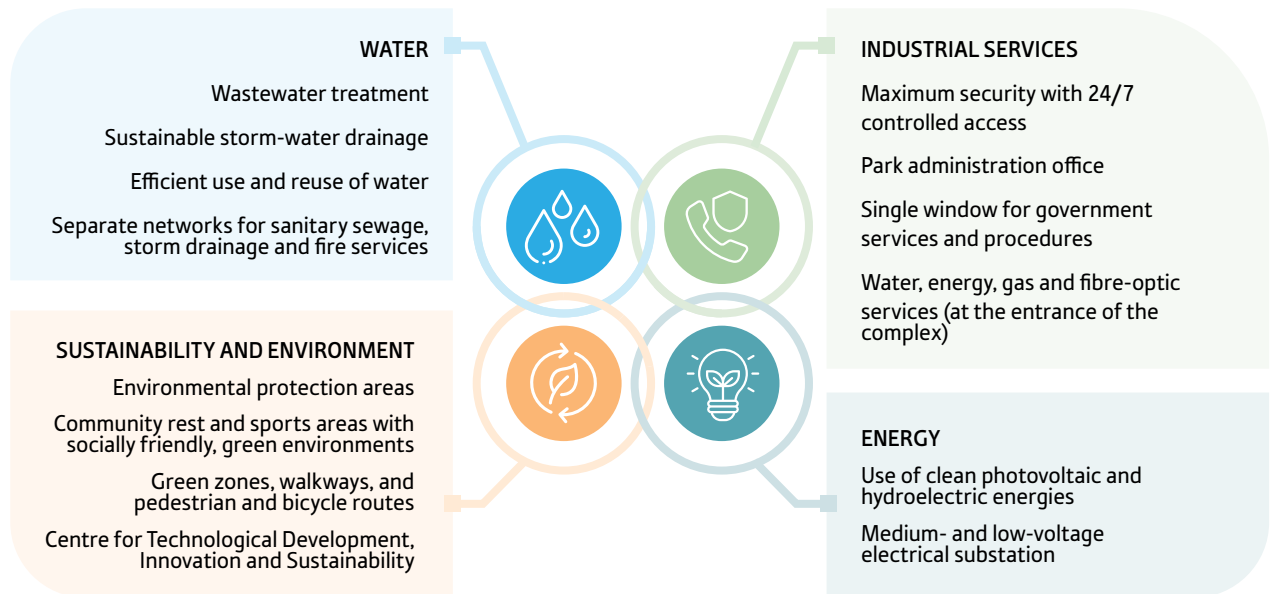 WATER
Wastewater treatment
Sustainable storm-water drainage
Efficient use and reuse of water
Separate networks for sanitary sewage,
storm drainage and fire services
SUSTAINABILITY AND ENVIRONMENT
Environmental protection areas
Community rest and sports areas with
socially friendly, green environments
Green zones, walkways, and
pedestrian and bicycle routes
Centre for Technological Development,
Innovation and Sustainability
INDUSTRIAL SERVICES
Maximum security with 24/7
controlled access
Park administration office
Single window for government
services and procedures
Water, energy, gas and fibre-optic
services (at the entrance of the
complex)
ENERGY
Use of clean photovoltaic and
hydroelectric energies
Medium- and low-voltage
electrical substation